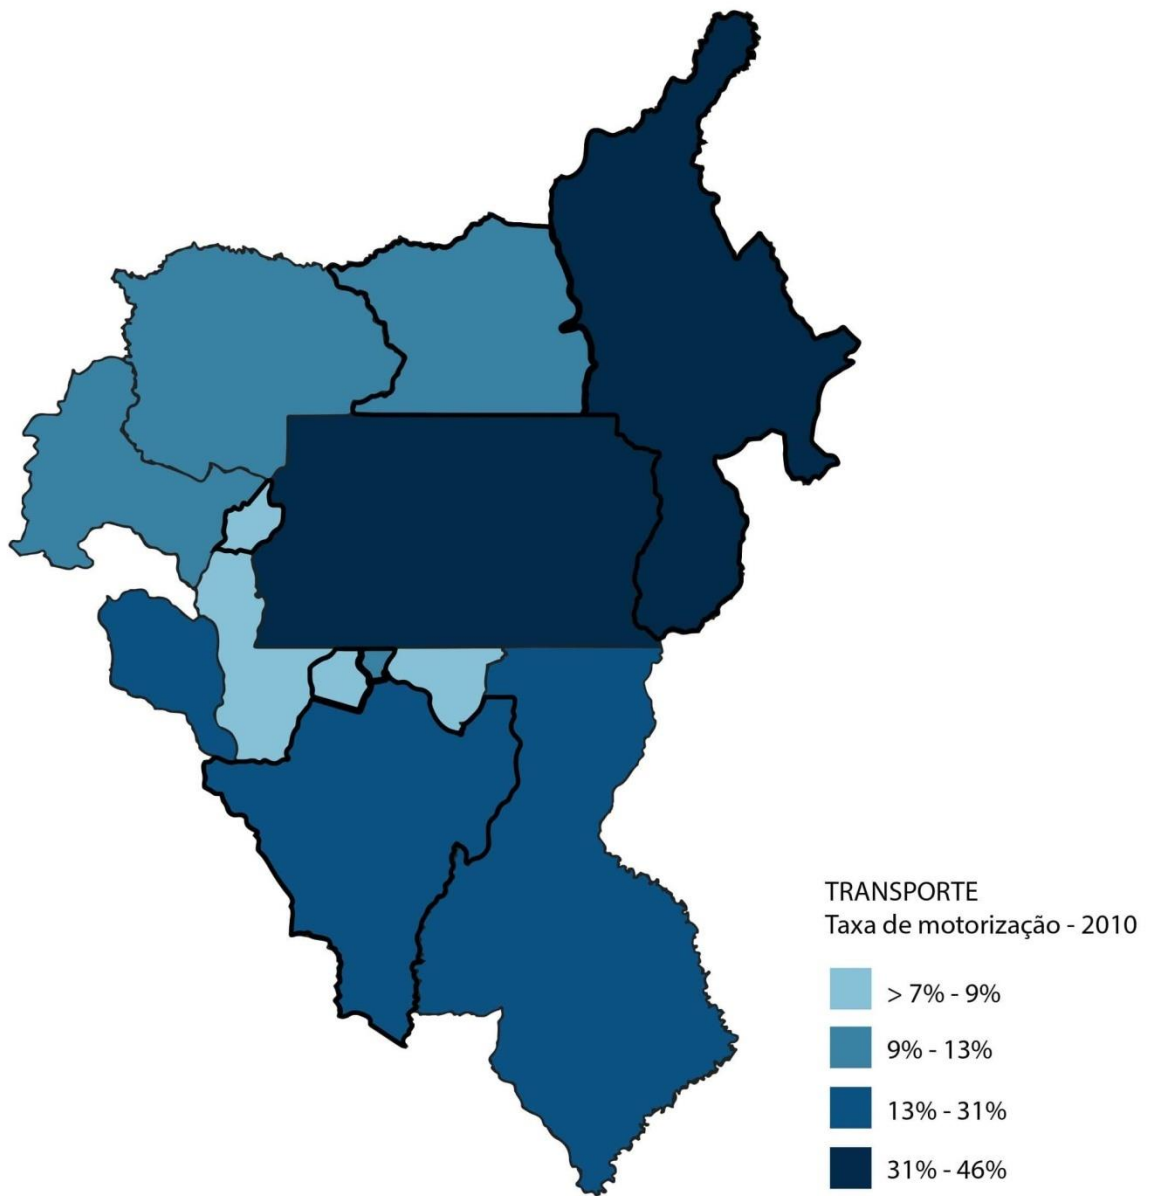 TRANSPORTE
Taxa de motorização - 2010
> 7% - 9%
9% - 13%
13% - 31%
31% - 46%